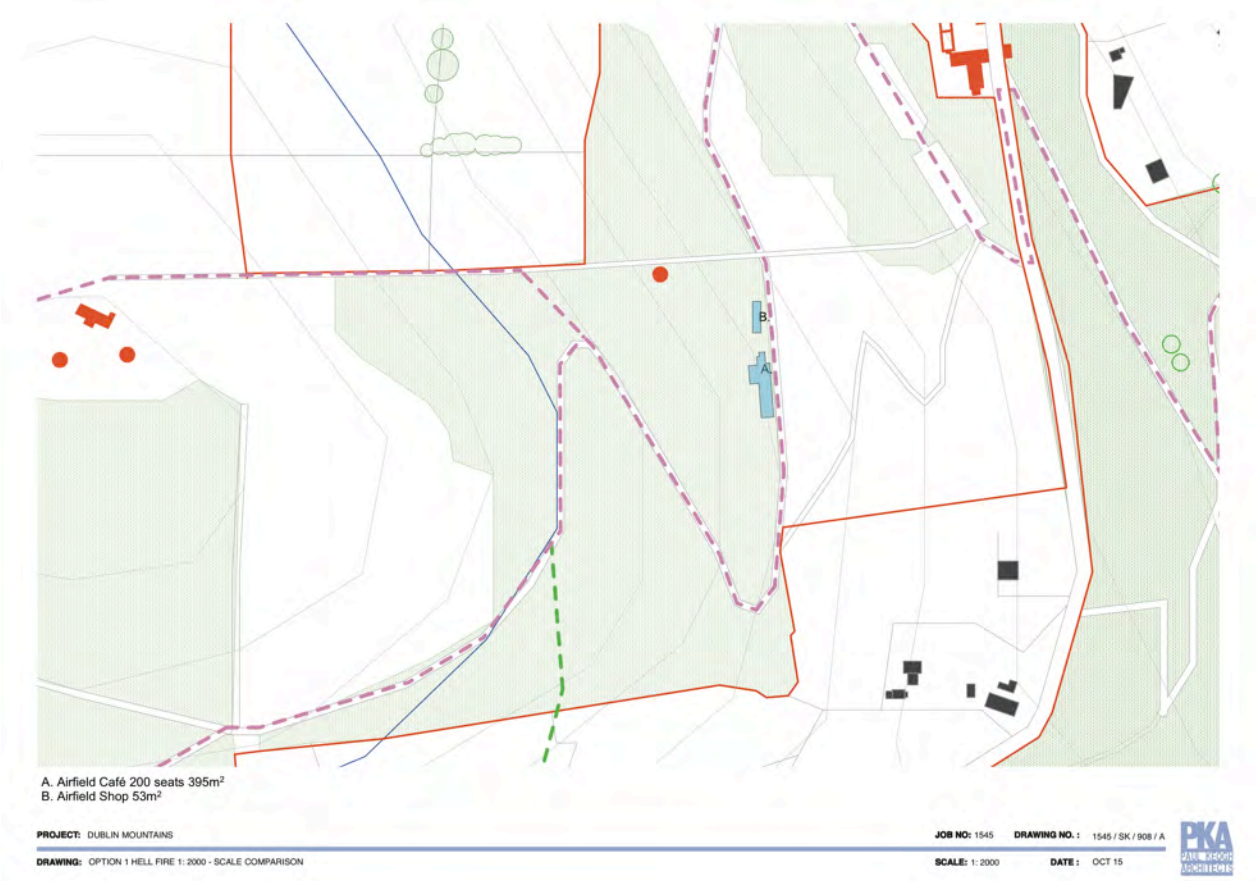 B.
A.
A. Airfield Café 200 seats 395m²
B. Airfield Shop 53m²
PROJECT: DUBLIN MOUNTAINS
JOB NO: 1545 DRAWING NO. : 1545 / SK / 908 / A
DRAWING: OPTION 1 HELL FIRE 1: 2000 - SCALE COMPARISON
SCALE: 1: 2000 DATE : OCT 15
PKA
PAUL KEOGH
ARCHITECTS